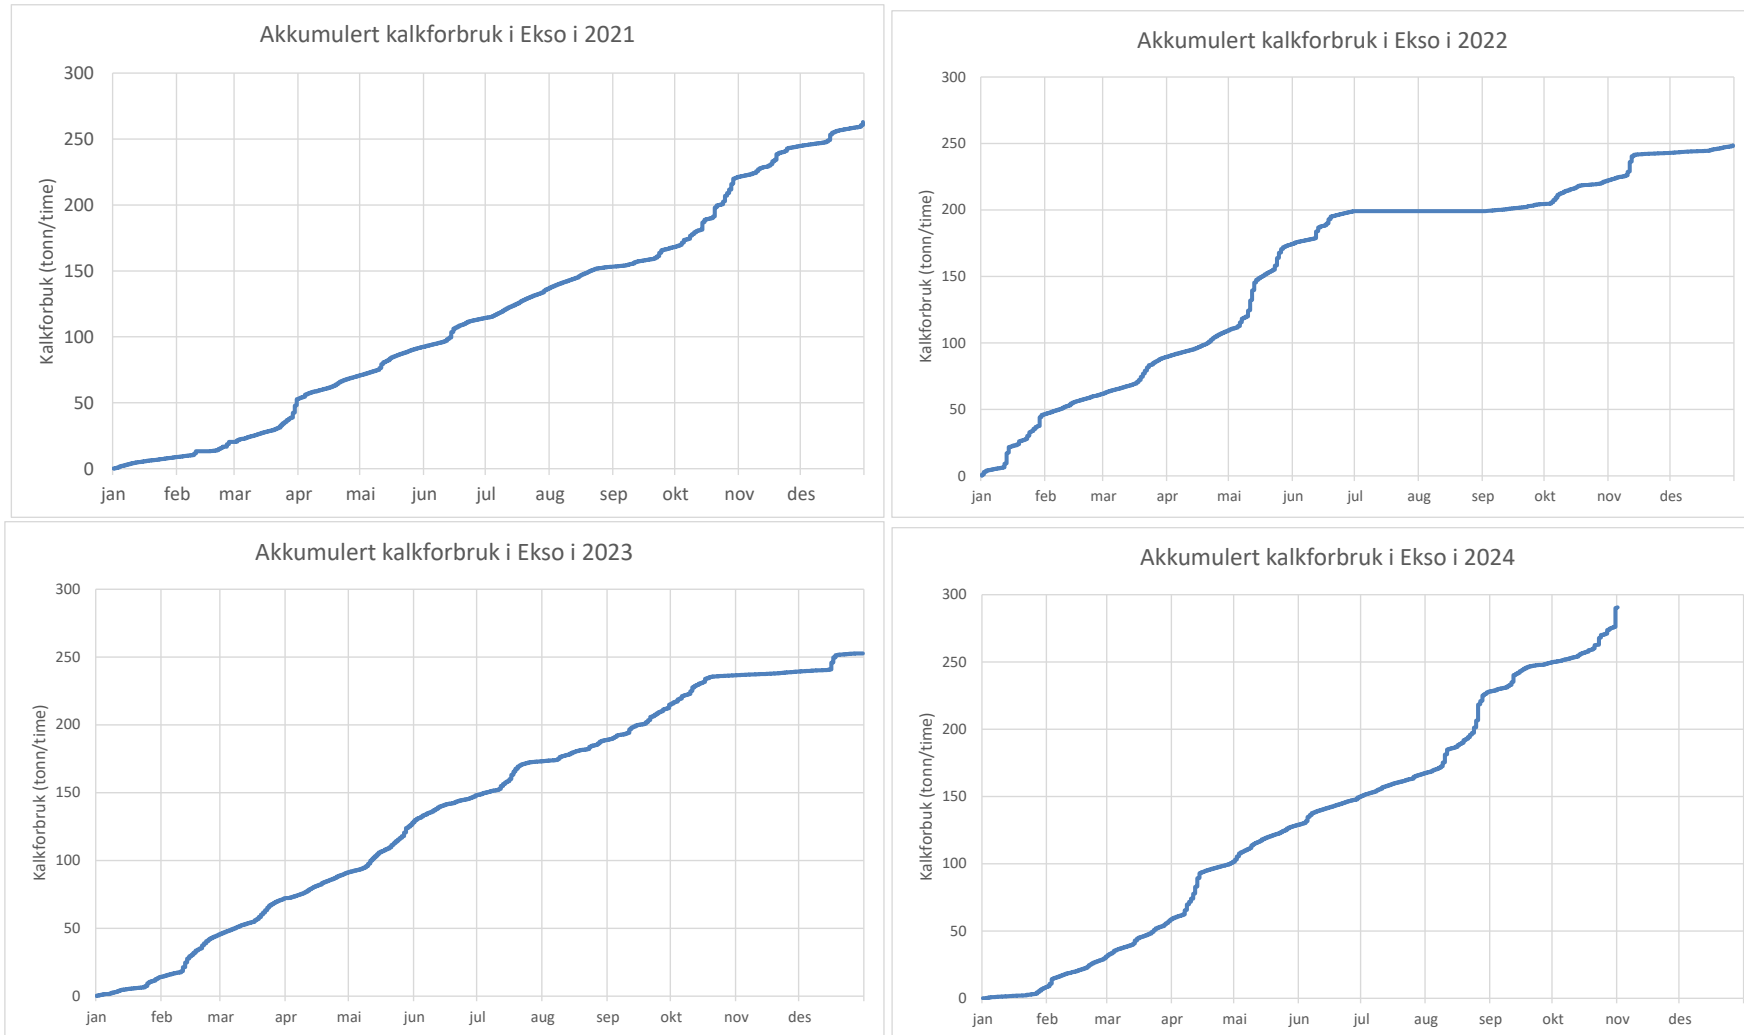 Akkumulert kalkforbruk i Ekso i 2021
Kalkforbuk (tonn/time)
300
250
200
150
100
50
0
jan feb mar apr mai jun jul aug sep okt nov des
Akkumulert kalkforbruk i Ekso i 2022
Kalkforbruk (tonn/time)
300
250
200
150
100
50
0
jan feb mar apr mai jun jul aug sep okt nov des
Akkumulert kalkforbruk i Ekso i 2023
Kalkforbruk (tonn/time)
300
250
200
150
100
50
0
jan feb mar apr mai jun jul aug sep okt nov des
Akkumulert kalkforbruk i Ekso i 2024
Kalkforbuk (tonn/time)
300
250
200
150
100
50
0
jan feb mar apr mai jun jul aug sep okt nov des